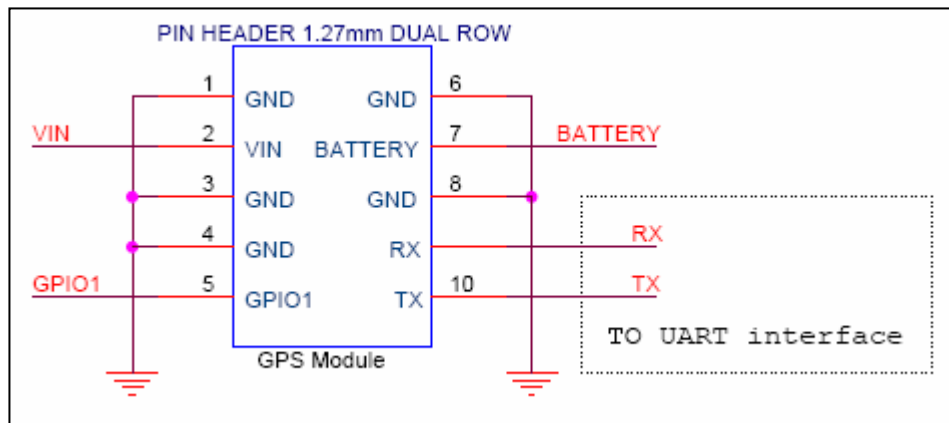 PIN HEADER 1.27mm DUAL ROW
1 GND GND 6
VIN 2 VIN BATTERY 7 BATTERY
3 GND GND 8
4 GND RX RX
GPIO1 5 GPIO1 TX 10 TX
TO UART interface
GPS Module